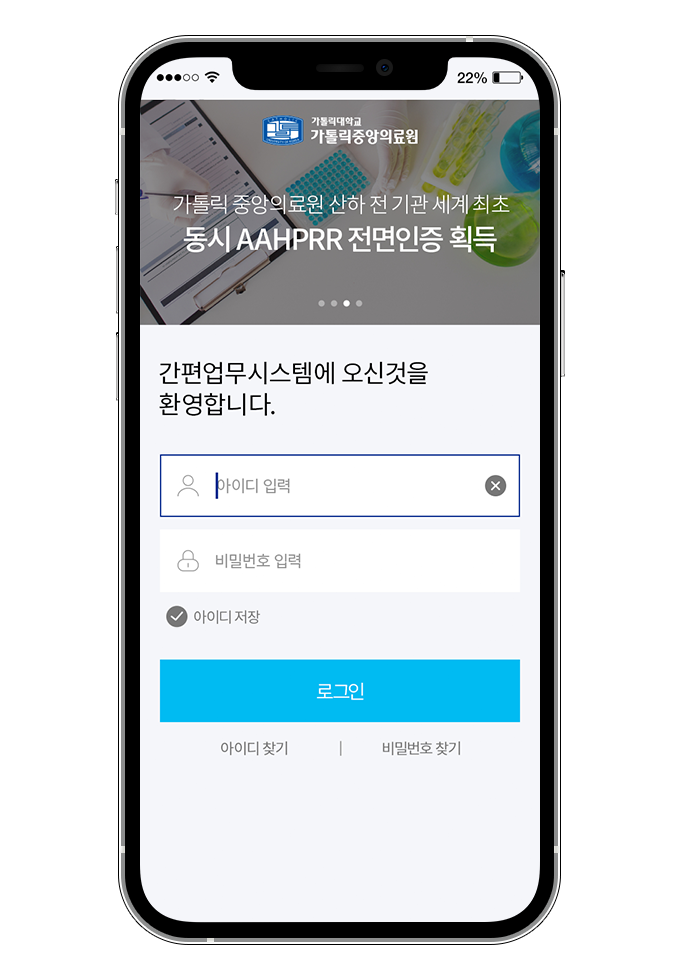 22%
가톨릭대학교
가톨릭중앙의료원
가톨릭 중앙의료원 산하 전 기관 세계 최초
동시 AAHPRR 전면인증 획득
간편업무시스템에 오신것을
환영합니다.
아이디 입력
비밀번호 입력
아이디 저장
로그인
아이디 찾기 | 비밀번호 찾기